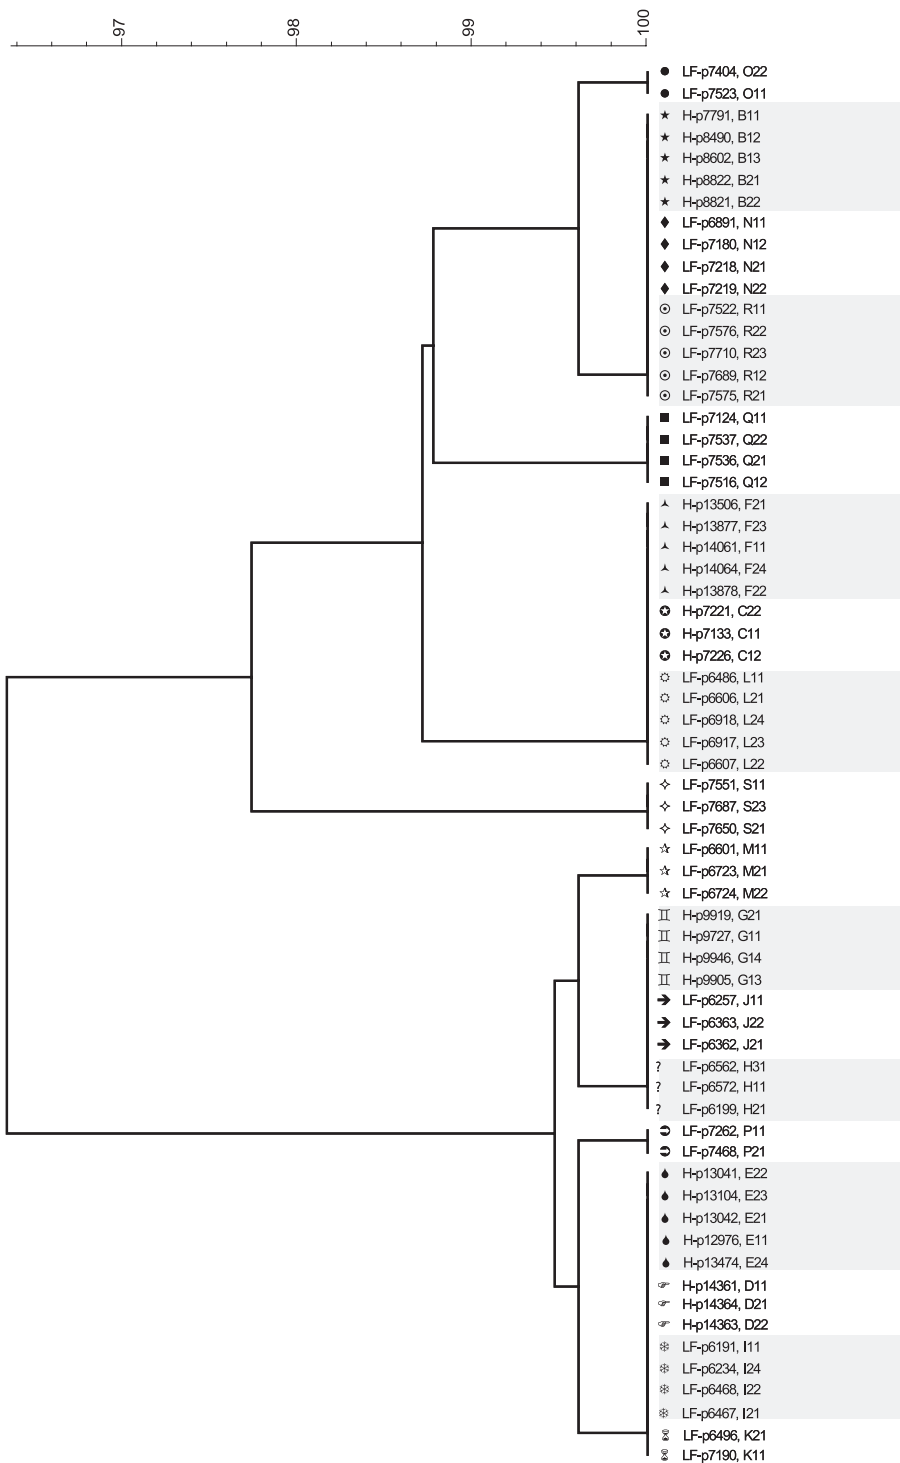 97
98
99
100
LF-p7404, O22
LF-p7523, O11
H-p7791, B11
H-p8490, B12
H-p8602, B13
H-p8822, B21
H-p8821, B22
LF-p6891, N11
LF-p7180, N12
LF-p7218, N21
LF-p7219, N22
LF-p7522, R11
LF-p7576, R22
LF-p7710, R23
LF-p7689, R12
LF-p7575, R21
LF-p7124, Q11
LF-p7537, Q22
LF-p7536, Q21
LF-p7516, Q12
H-p13506, F21
H-p13877, F23
H-p14061, F11
H-p14064, F24
H-p13878, F22
H-p7221, C22
H-p7133, C11
H-p7226, C12
LF-p6486, L11
LF-p6606, L21
LF-p6918, L24
LF-p6917, L23
LF-p6607, L22
LF-p7551, S11
LF-p7687, S23
LF-p7650, S21
LF-p6601, M11
LF-p6723, M21
LF-p6724, M22
H-p9919, G21
H-p9727, G11
H-p9946, G14
H-p9905, G13
LF-p6257, J11
LF-p6363, J22
LF-p6362, J21
? LF-p6562, H31
? LF-p6572, H11
? LF-p6199, H21
LF-p7262, P11
LF-p7468, P21
H-p13041, E22
H-p13104, E23
H-p13042, E21
H-p12976, E11
H-p13474, E24
H-p14361, D11
H-p14364, D21
H-p14363, D22
LF-p6191, I11
LF-p6234, I24
LF-p6468, I22
LF-p6467, I21
LF-p6496, K21
LF-p7190, K11